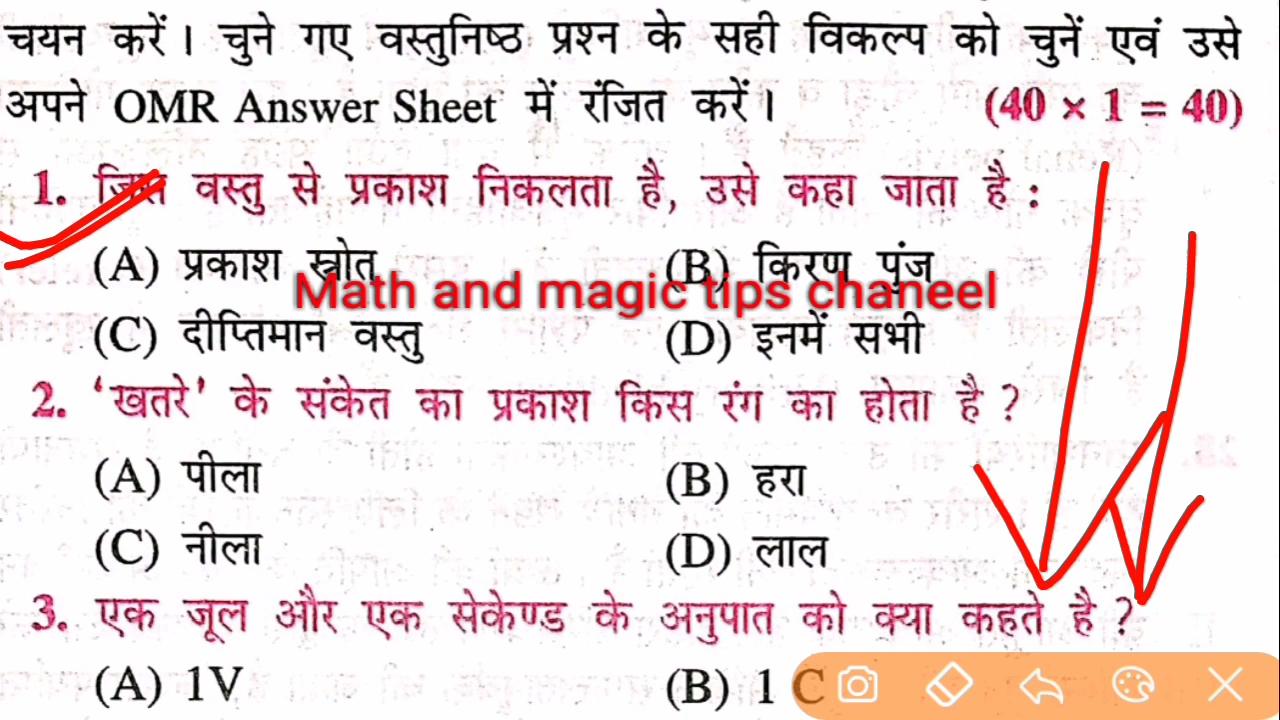 चयन करें। चुने गए वस्तुनिष्ठ प्रश्न के सही विकल्प को चुनें एवं उसे
अपने OMR Answer Sheet में रंजित करें। (40 × 1 = 40)
1. जिस वस्तु से प्रकाश निकलता है, उसे कहा जाता है :
(A) प्रकाश स्त्रोत (B) किरण पुंज
Math and magic tips chaneel
(C) दीप्तिमान वस्तु (D) इनमें सभी
2. ‘खतरे’ के संकेत का प्रकाश किस रंग का होता है ?
(A) पीला (B) हरा
(C) नीला (D) लाल
3. एक जूल और एक सेकेण्ड के अनुपात को क्या कहते है ?
(A) 1V (B) 1 C